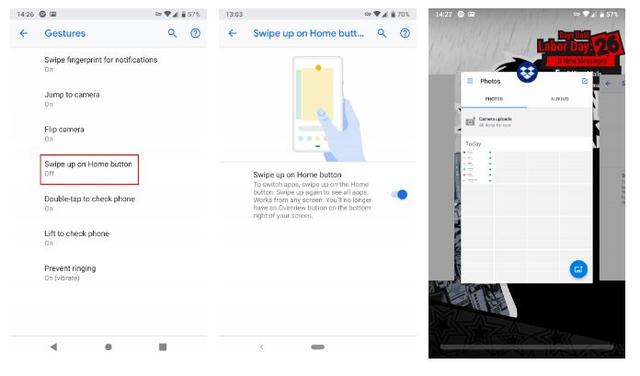 14:26
57%
Gestures
Swipe fingerprint for notifications
On
Jump to camera
On
Flip camera
On
Swipe up on Home button
Off
Double-tap to check phone
On
Lift to check phone
On
Prevent ringing
On (vibrate)
13:03
70%
Swipe up on Home butt...
Swipe up on Home button
To switch apps, swipe up on the Home
button. Swipe up again to see all apps.
Works from any screen. You'll no longer
have an Overview button on the bottom
right of your screen.
14:27
57%
Days Until
Labor Day: 26
New Messages
Photos
PHOTOS
ALBUMS
Camera uploads
All done for now
Today